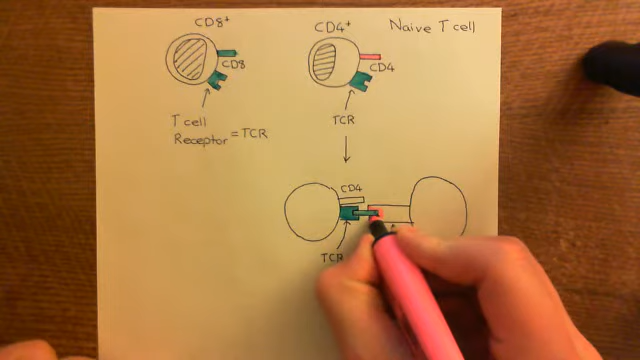 CD8⁺
CD4⁺
Naive T cell
CD8
CD4
T cell
Receptor = TCR
TCR
CD4
TCR